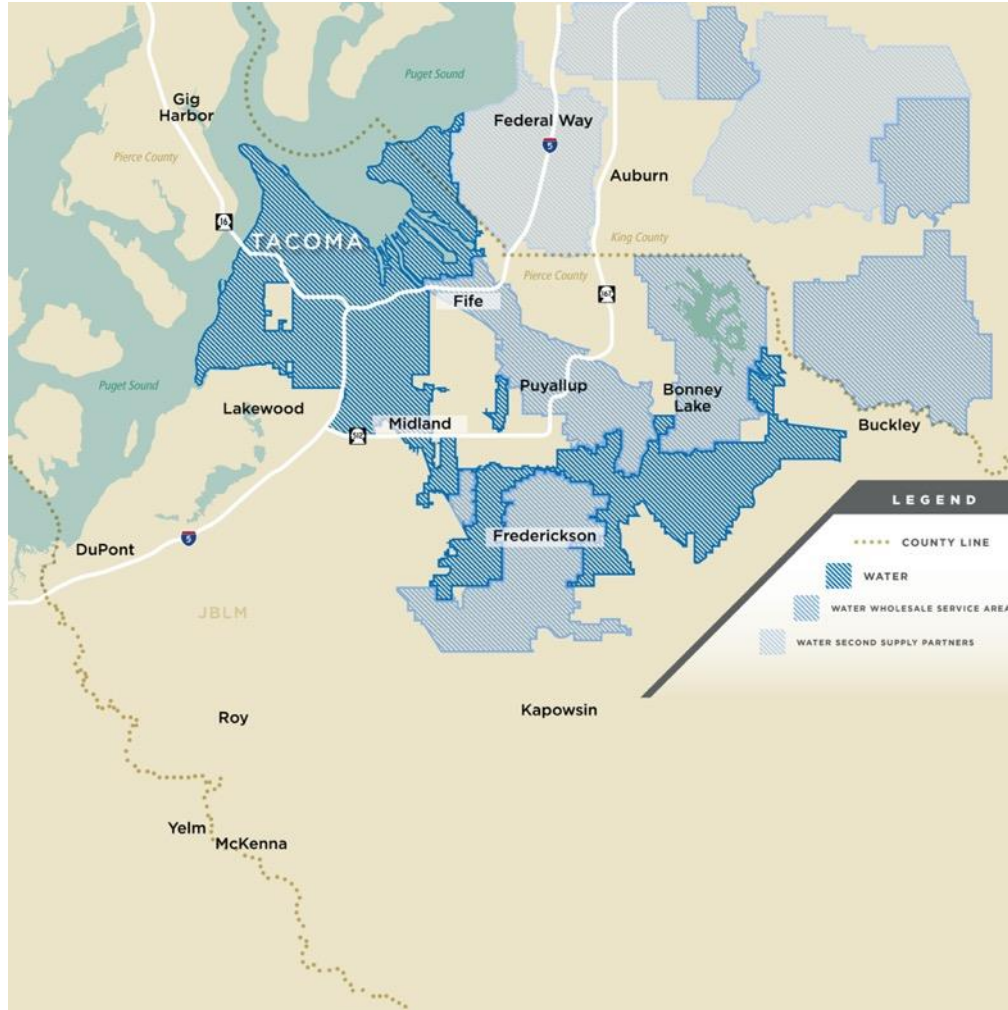 Puget Sound
Gig
Harbor
Federal Way
5
Pierce County
Auburn
16
TACOMA
King County
Pierce County
167
Fife
Puget Sound
Puyallup
Bonney
Lake
Lakewood
Midland
512
Buckley
LEGEND
Frederickson
5
DuPont
COUNTY LINE
WATER
JBLM
WATER WHOLESALE SERVICE AREA
WATER SECOND SUPPLY PARTNERS
Kapowsin
Roy
Yelm
McKenna